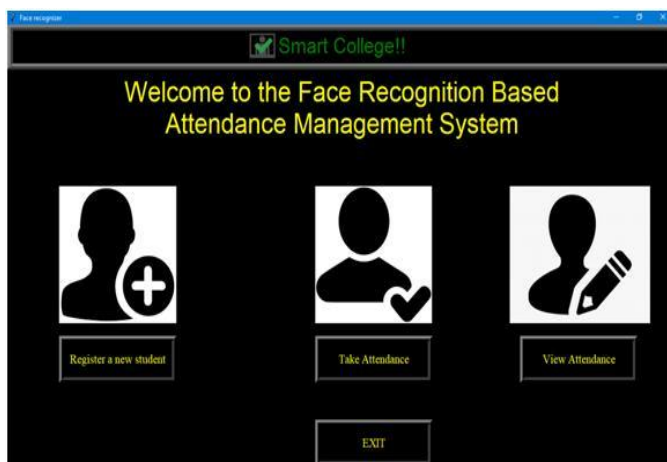 Face recognizer
Smart College!!
Welcome to the Face Recognition Based
Attendance Management System
Register a new student
Take Attendance
View Attendance
EXIT